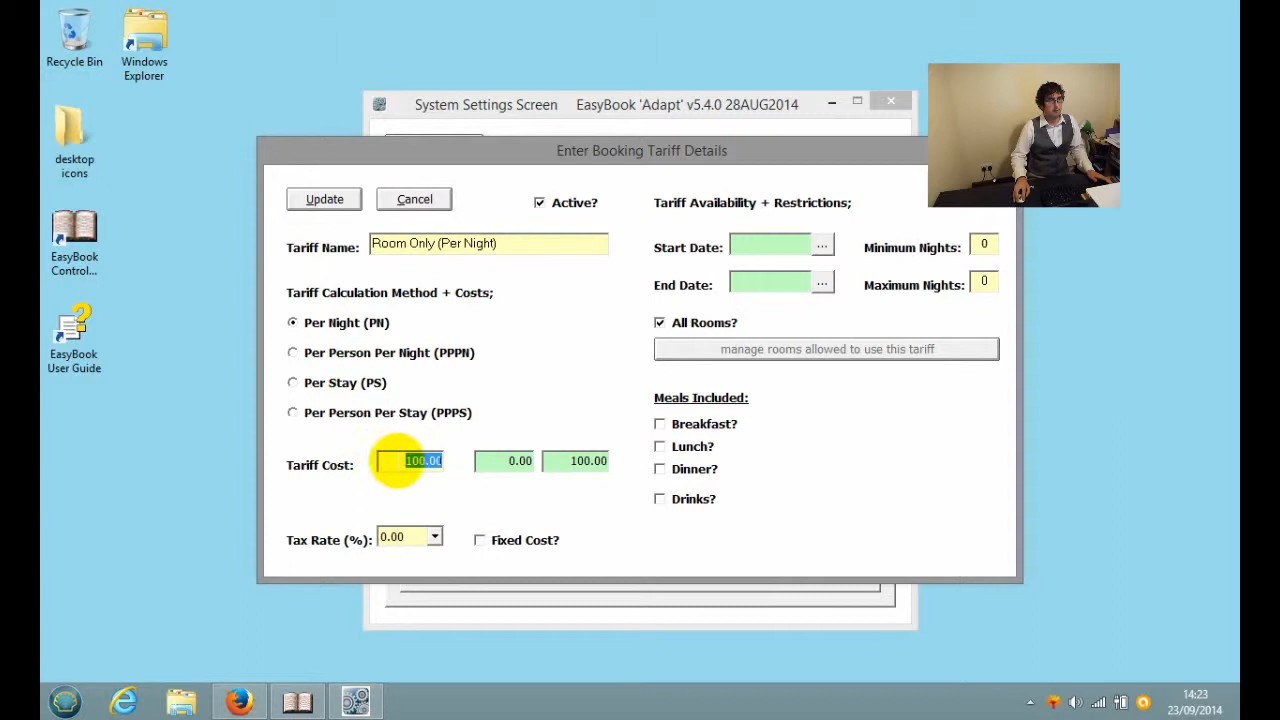 Recycle Bin
Windows
Explorer
desktop
icons
EasyBook
Control...
EasyBook
User Guide
System Settings Screen EasyBook 'Adapt' v5.4.0 28AUG2014
Enter Booking Tariff Details
Update Cancel Active? Tariff Availability + Restrictions;
Tariff Name: Room Only (Per Night) Start Date: ... Minimum Nights: 0
End Date: ... Maximum Nights: 0
Tariff Calculation Method + Costs;
Per Night (PN) All Rooms?
Per Person Per Night (PPPN) manage rooms allowed to use this tariff
Per Stay (PS)
Per Person Per Stay (PPPS)
Meals Included:
Breakfast?
Lunch?
Dinner?
Drinks?
Tariff Cost: 100.00 0.00 100.00
Tax Rate (%): 0.00 Fixed Cost?
14:23
23/09/2014